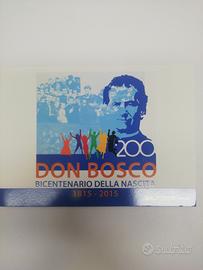 200
DON BOSCO
BICENTENARIO DELLA NASCITA
1815 - 2015
subito